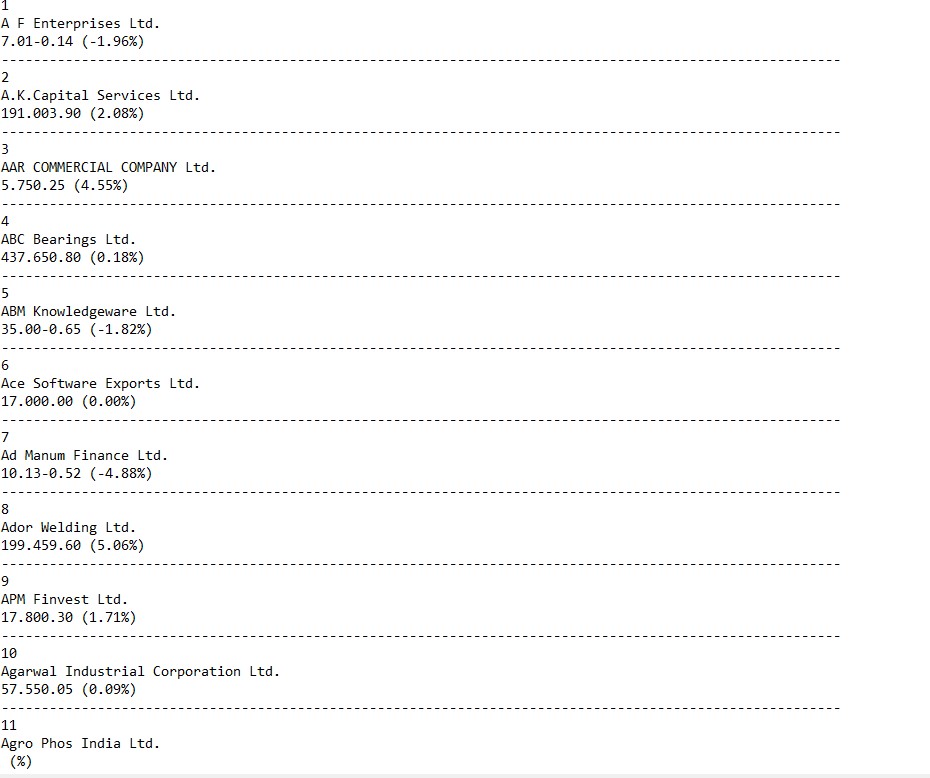 1
A F Enterprises Ltd.
7.01-0.14 (-1.96%)
---------------------------------------------------------------------------------------------------------
2
A.K.Capital Services Ltd.
191.003.90 (2.08%)
---------------------------------------------------------------------------------------------------------
3
AAR COMMERCIAL COMPANY Ltd.
5.750.25 (4.55%)
---------------------------------------------------------------------------------------------------------
4
ABC Bearings Ltd.
437.650.80 (0.18%)
---------------------------------------------------------------------------------------------------------
5
ABM Knowledgeware Ltd.
35.00-0.65 (-1.82%)
---------------------------------------------------------------------------------------------------------
6
Ace Software Exports Ltd.
17.000.00 (0.00%)
---------------------------------------------------------------------------------------------------------
7
Ad Manum Finance Ltd.
10.13-0.52 (-4.88%)
---------------------------------------------------------------------------------------------------------
8
Ador Welding Ltd.
199.459.60 (5.06%)
---------------------------------------------------------------------------------------------------------
9
APM Finvest Ltd.
17.800.30 (1.71%)
---------------------------------------------------------------------------------------------------------
10
Agarwal Industrial Corporation Ltd.
57.550.05 (0.09%)
---------------------------------------------------------------------------------------------------------
11
Agro Phos India Ltd.
(%)